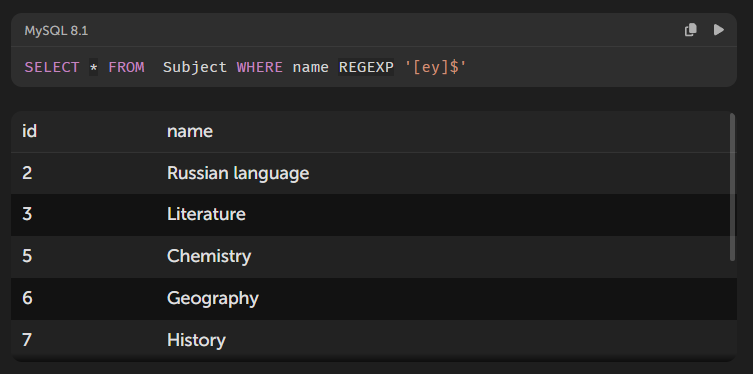 MySQL 8.1
SELECT * FROM  Subject WHERE name REGEXP '[ey]$'
id name
2 Russian language
3 Literature
5 Chemistry
6 Geography
7 History